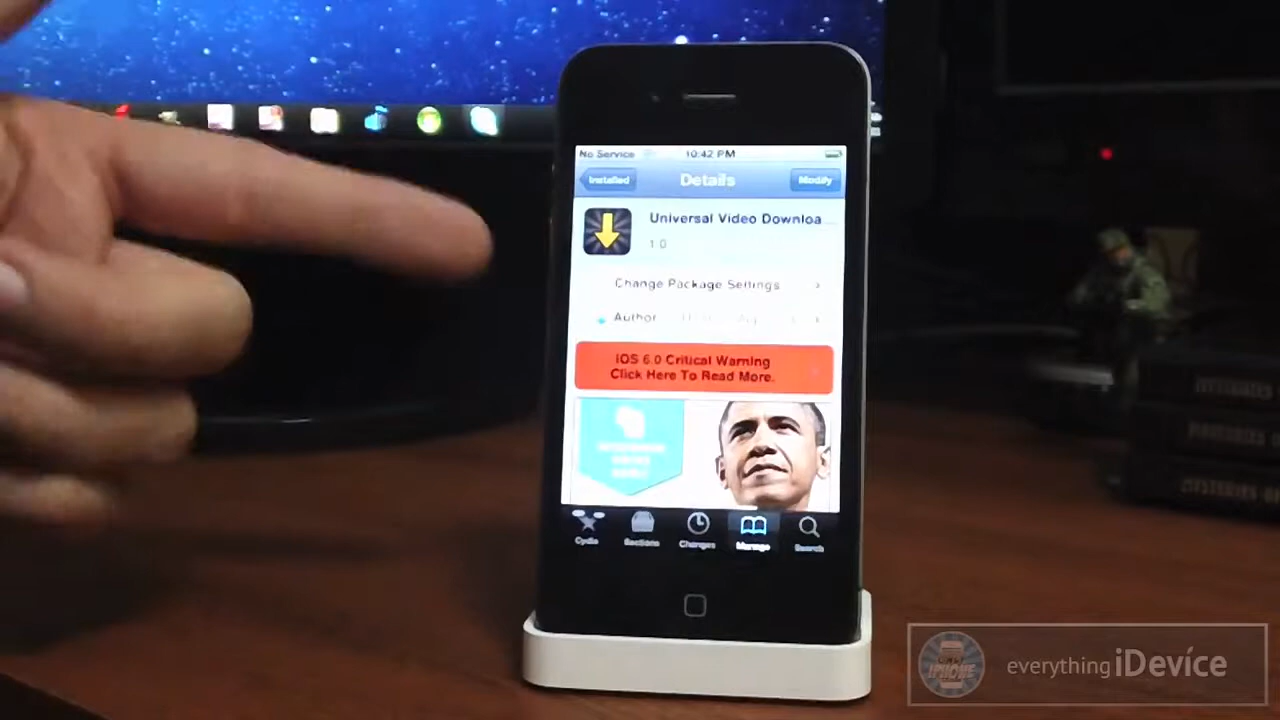 No Service
10:42 PM
Installed
Details
Modify
Universal Video Downloa...
1.0
Change Package Settings
Author
iOS 6.0 Critical Warning
Click Here To Read More.
Cydia
Sections
Changes
Manage
Search
everything iDevice
IPHONE